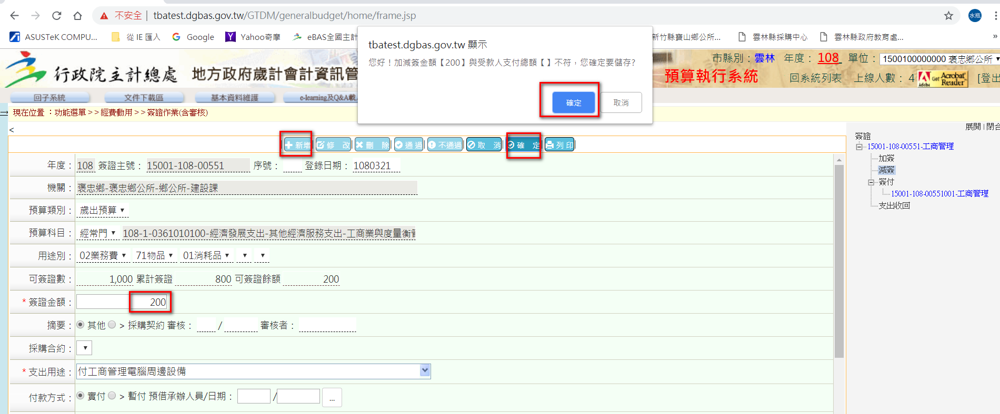 不安全 | tbatest.dgbas.gov.tw/GTDM/generalbudget/home/frame.jsp
水瓶
ASUSTeK COMPU... 從 IE 匯入 Google Yahoo奇摩 eBAS全國主計 新竹縣寶山鄉公所... 雲林縣採購中心 雲林縣政府教育處... »
tbatest.dgbas.gov.tw 顯示
您好！加減簽金額【200】與受款人支付總額【 】不符，您確定要儲存?
確定 取消
行政院主計總處 地方政府歲計會計資訊管
市縣別：雲林 年度：108 單位：1500100000000 褒忠鄉公所
預算執行系統 回系統列表 上線人數：4 Get Acrobat Reader Adobe [登出
回子系統 文件下載區 基本資料維護 e-learning及Q&A載
現在位置 ：功能選單>>經費動用>>簽證作業(含審核)
<
展開 | 閉合
新增 修 改 刪 除 通過 不通過 取 消 確 定 列印
年度： 108 簽證主號： 15001-108-00551 序號： 登錄日期： 1080321
機關： 褒忠鄉-褒忠鄉公所-鄉公所-建設課
預算類別： 歲出預算
預算科目： 經常門 108-1-0361010100-經濟發展支出-其他經濟服務支出-工商業與度量衡管
用途別： 02業務費 71物品 01消耗品
可簽證數： 1,000 累計簽證 800 可簽證餘額 200
* 簽證金額： 200
摘要： 其他 > 採購契約 審核： / 審核者：
採購合約：
* 支出用途： 付工商管理電腦周邊設備
付款方式： 實付 > 暫付 預借承辦人員/日期： / ...
簽證
15001-108-00551-工商管理
加簽
減簽
簽付
15001-108-00551001-工商管理
支出收回